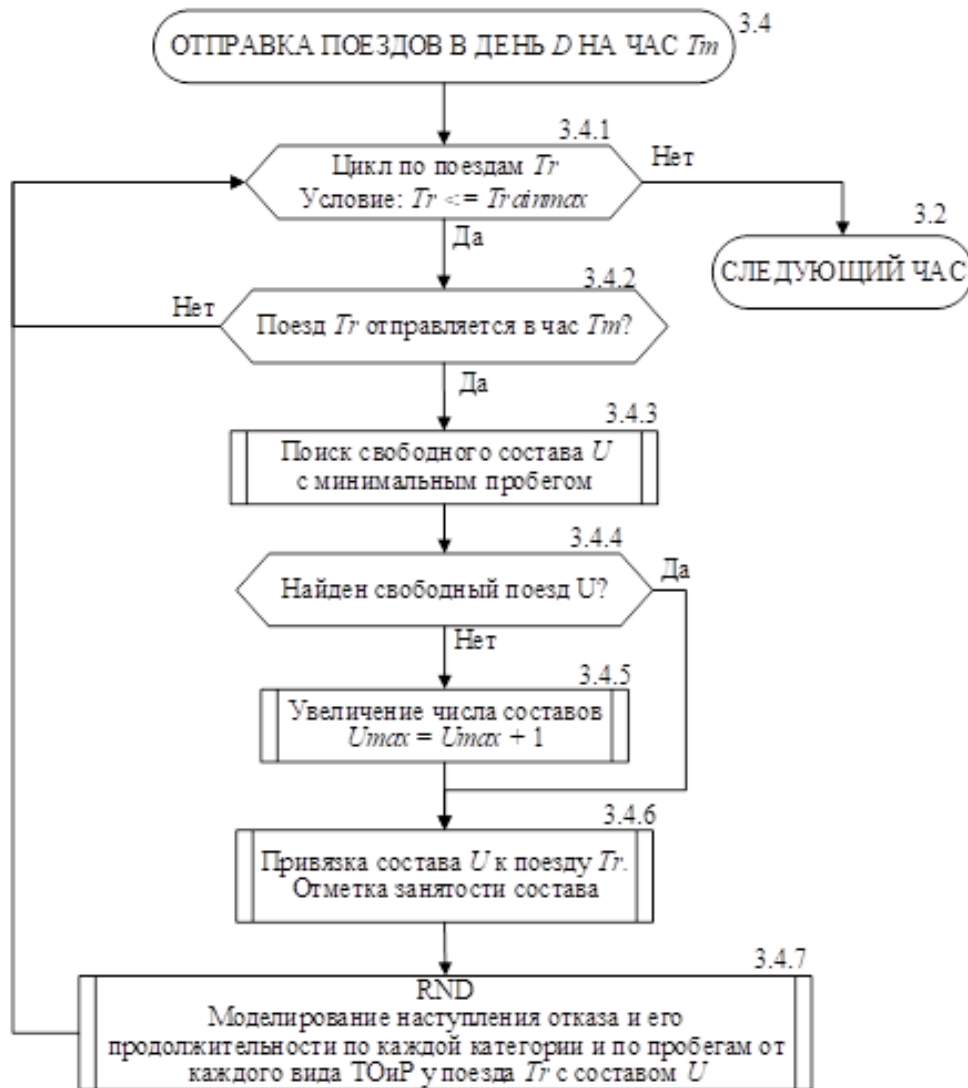 3.4
ОТПРАВКА ПОЕЗДОВ В ДЕНЬ D НА ЧАС Tm
3.4.1
Цикл по поездам Tr
Условие: Tr <= Trainmax
Нет
Да
3.2
СЛЕДУЮЩИЙ ЧАС
3.4.2
Нет
Поезд Tr отправляется в час Tm?
Да
3.4.3
Поиск свободного состава U
с минимальным пробегом
3.4.4
Найден свободный поезд U?
Да
Нет
3.4.5
Увеличение числа составов
Umax = Umax + 1
3.4.6
Привязка состава U к поезду Tr.
Отметка занятости состава
3.4.7
RND
Моделирование наступления отказа и его
продолжительности по каждой категории и по пробегам от
каждого вида ТОиР у поезда Tr с составом U